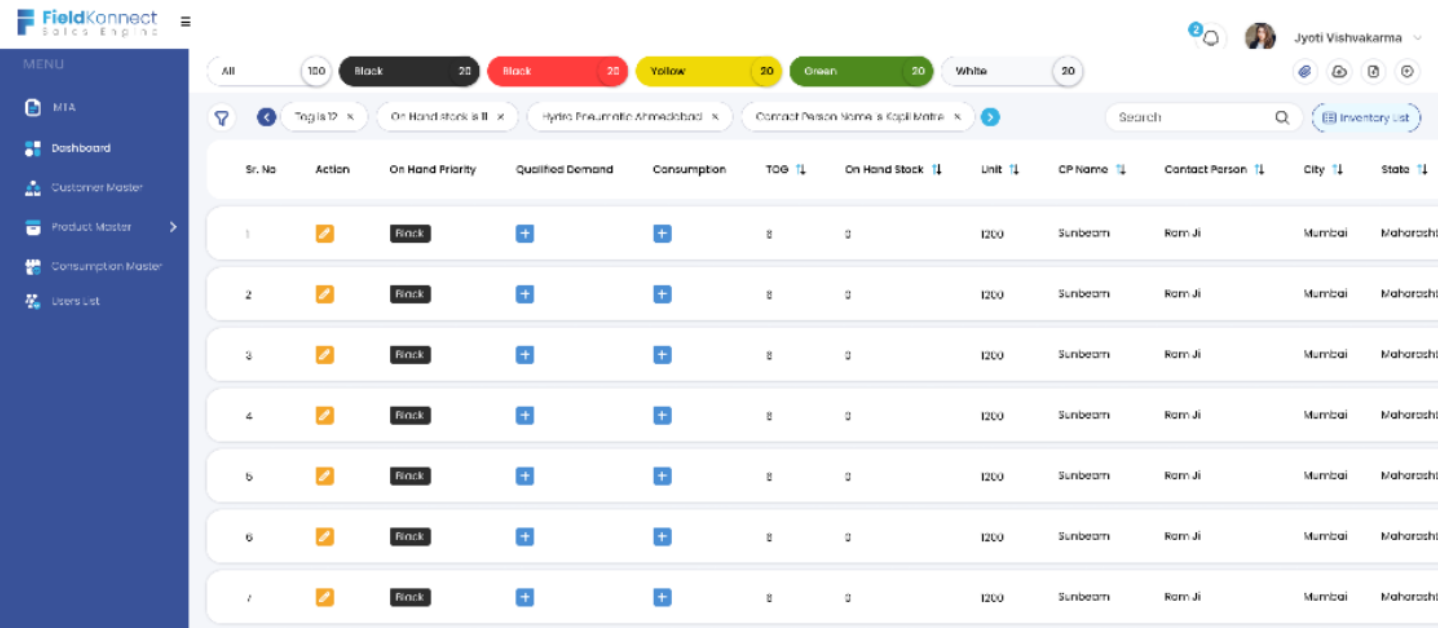 FieldKonnect
Sales Engine
2
Jyoti Vishvakarma
MENU
MTA
Dashboard
Customer Master
Product Master
Consumption Master
Users List
All 100 Black 20 Black 20 Yollow 20 Green 20 White 20
Tog is 12 × On Hand stock is 11 × Hydro Pneumatic Ahmedabad × Contact Person Name is Kapil Matre × Search Inventory List
Sr. No Action On Hand Priority Qualified Demand Consumption TOG On Hand Stock Unit CP Name Contact Person City State
1 Black 8 0 1200 Sunbeam Ram Ji Mumbai Maharasht
2 Black 8 0 1200 Sunbeam Ram Ji Mumbai Maharasht
3 Black 8 0 1200 Sunbeam Ram Ji Mumbai Maharasht
4 Black 8 0 1200 Sunbeam Ram Ji Mumbai Maharasht
5 Black 8 0 1200 Sunbeam Ram Ji Mumbai Maharasht
6 Black 8 0 1200 Sunbeam Ram Ji Mumbai Maharasht
7 Black 8 0 1200 Sunbeam Ram Ji Mumbai Maharasht